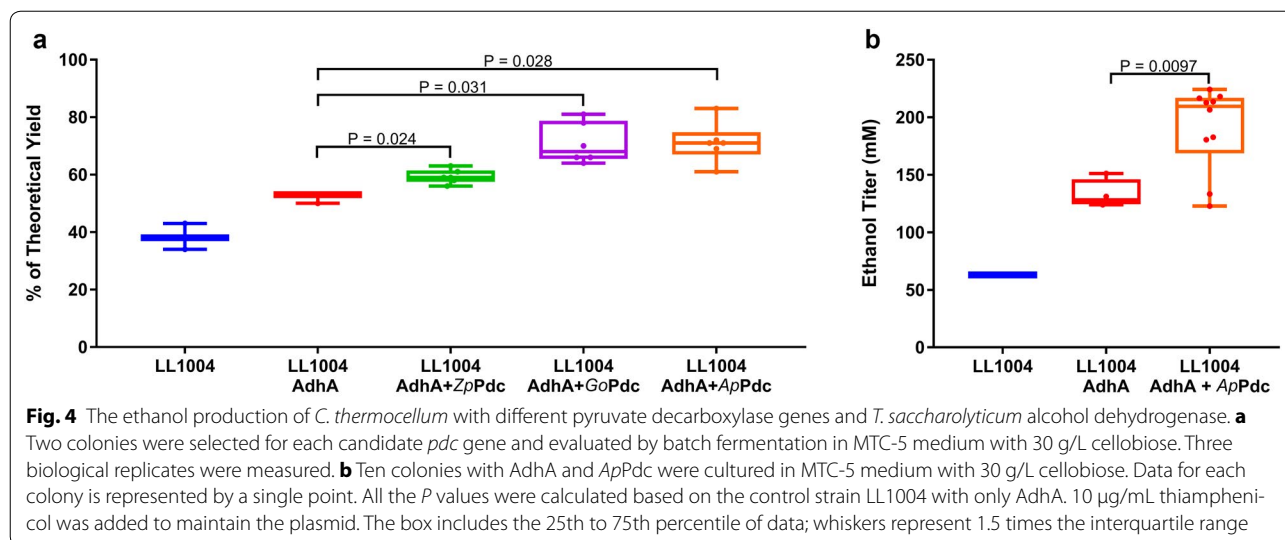 a
b
100
80
60
40
20
0
% of Theoretical Yield
P = 0.028
P = 0.031
P = 0.024
LL1004
LL1004
AdhA
LL1004
AdhA+ZpPdc
LL1004
AdhA+GoPdc
LL1004
AdhA+ApPdc
250
200
150
100
50
0
Ethanol Titer (mM)
P = 0.0097
LL1004
LL1004
AdhA
LL1004
AdhA + ApPdc
Fig. 4 The ethanol production of C. thermocellum with different pyruvate decarboxylase genes and T. saccharolyticum alcohol dehydrogenase. a
Two colonies were selected for each candidate pdc gene and evaluated by batch fermentation in MTC-5 medium with 30 g/L cellobiose. Three
biological replicates were measured. b Ten colonies with AdhA and ApPdc were cultured in MTC-5 medium with 30 g/L cellobiose. Data for each
colony is represented by a single point. All the P values were calculated based on the control strain LL1004 with only AdhA. 10 μg/mL thiampheni-
col was added to maintain the plasmid. The box includes the 25th to 75th percentile of data; whiskers represent 1.5 times the interquartile range